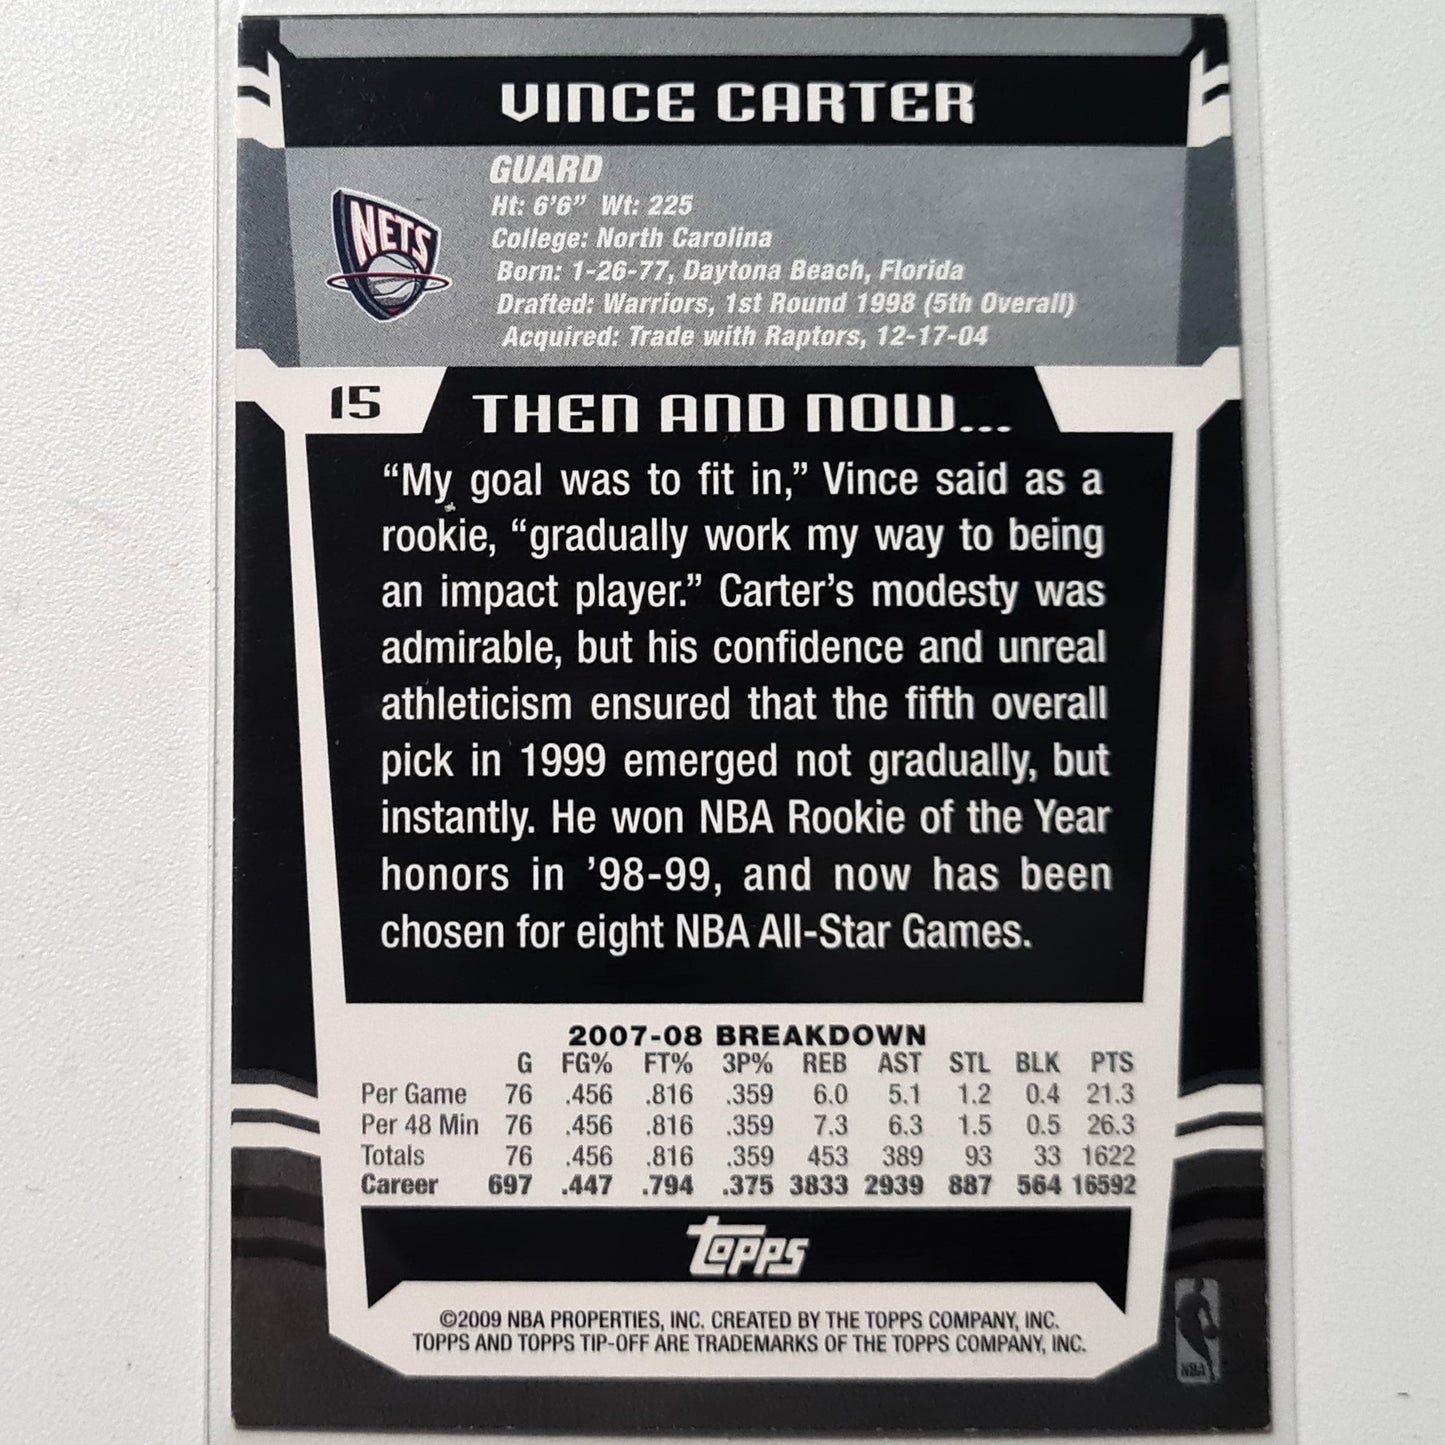 VINCE CARTER
GUARD
Ht: 6'6” Wt: 225
College: North Carolina
Born: 1-26-77, Daytona Beach, Florida
Drafted: Warriors, 1st Round 1998 (5th Overall)
Acquired: Trade with Raptors, 12-17-04
NETS
15
THEN AND NOW...
“My goal was to fit in,” Vince said as a
rookie, “gradually work my way to being
an impact player.” Carter’s modesty was
admirable, but his confidence and unreal
athleticism ensured that the fifth overall
pick in 1999 emerged not gradually, but
instantly. He won NBA Rookie of the Year
honors in ’98-99, and now has been
chosen for eight NBA All-Star Games.
2007-08 BREAKDOWN
G FG% FT% 3P% REB AST STL BLK PTS
Per Game 76 .456 .816 .359 6.0 5.1 1.2 0.4 21.3
Per 48 Min 76 .456 .816 .359 7.3 6.3 1.5 0.5 26.3
Totals 76 .456 .816 .359 453 389 93 33 1622
Career 697 .447 .794 .375 3833 2939 887 564 16592
Topps
©2009 NBA PROPERTIES, INC. CREATED BY THE TOPPS COMPANY, INC.
TOPPS AND TOPPS TIP-OFF ARE TRADEMARKS OF THE TOPPS COMPANY, INC.
NBA